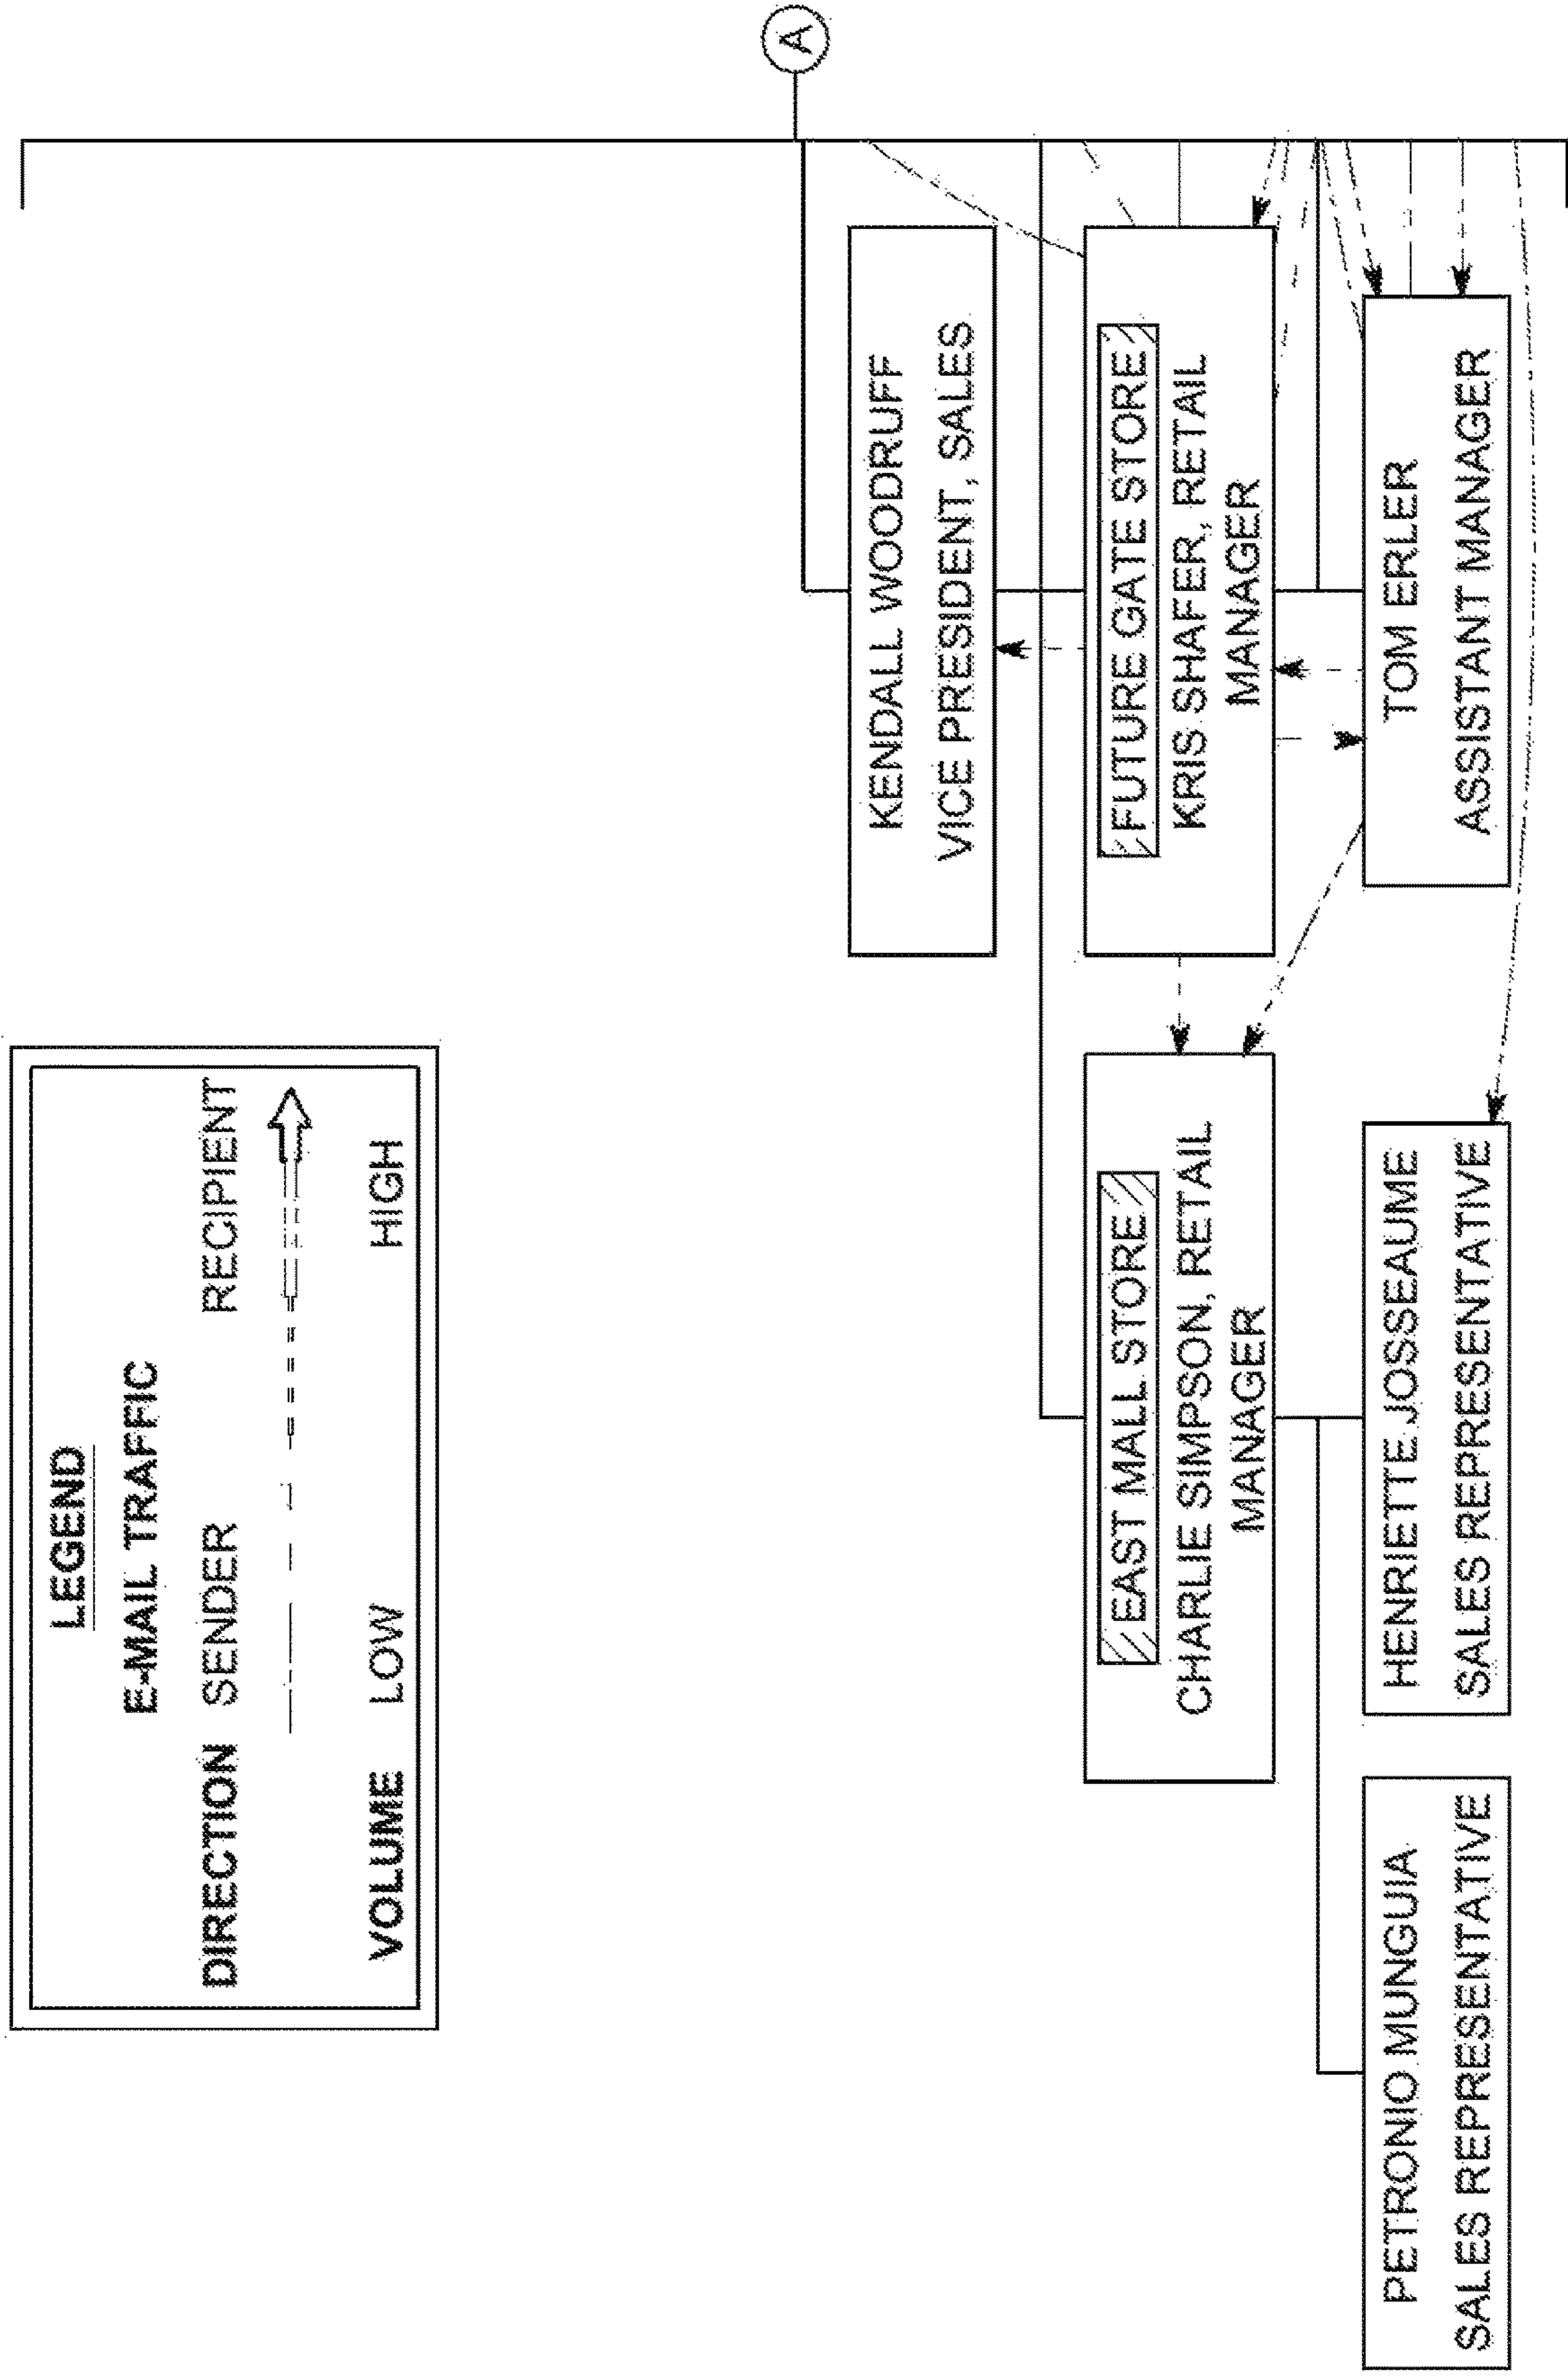 LEGEND
E-MAIL TRAFFIC
DIRECTION SENDER RECIPIENT
VOLUME LOW HIGH
A
KENDALL WOODRUFF
VICE PRESIDENT, SALES
EAST MALL STORE
CHARLIE SIMPSON, RETAIL
MANAGER
FUTURE GATE STORE
KRIS SHAFER, RETAIL
MANAGER
PETRONIO MUNGUIA
SALES REPRESENTATIVE
HENRIETTE JOSSEAUME
SALES REPRESENTATIVE
TOM ERLER
ASSISTANT MANAGER